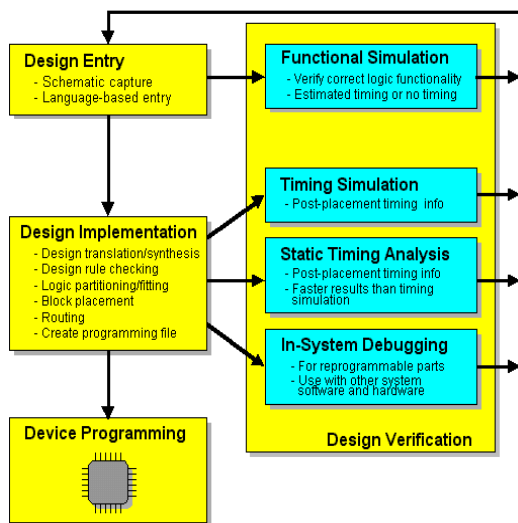 Design Entry
- Schematic capture
- Language-based entry
Functional Simulation
- Verify correct logic functionality
- Estimated timing or no timing
Timing Simulation
- Post-placement timing info
Design Implementation
- Design translation/synthesis
- Design rule checking
- Logic partitioning/fitting
- Block placement
- Routing
- Create programming file
Static Timing Analysis
- Post-placement timing info
- Faster results than timing
simulation
In-System Debugging
- For reprogrammable parts
- Use with other system
software and hardware
Design Verification
Device Programming